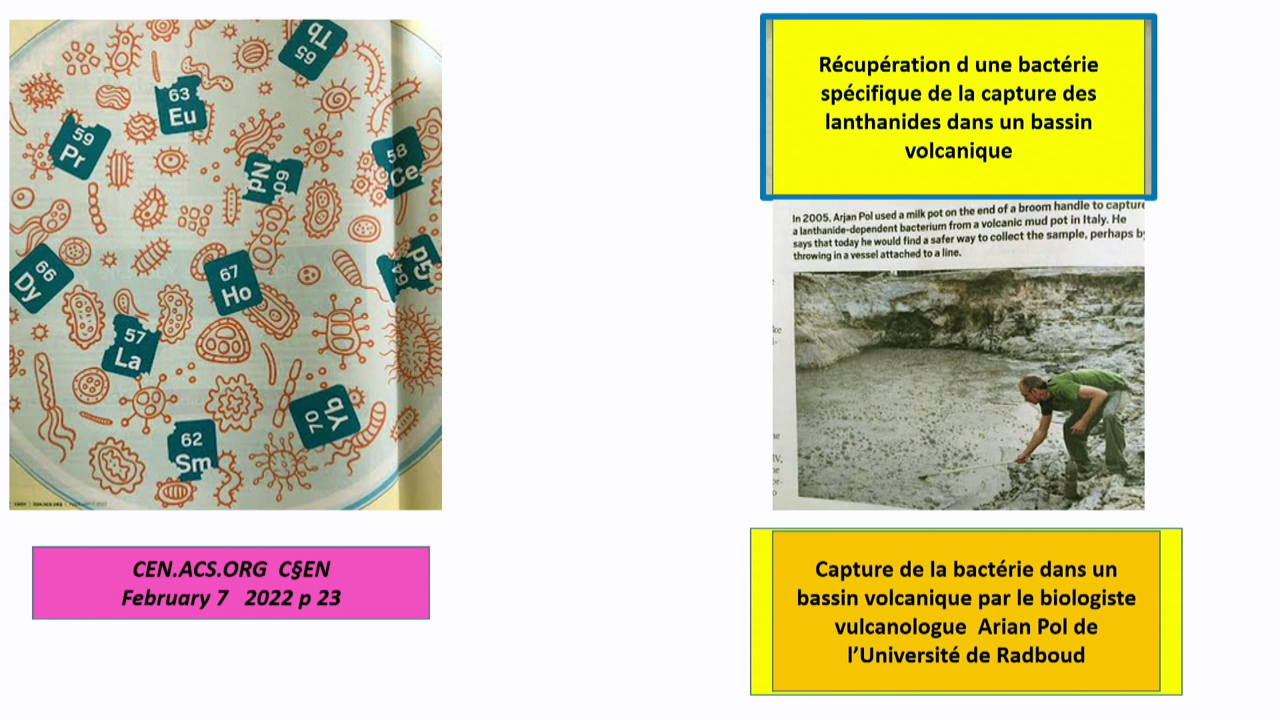 65
Tb
63
Eu
59
Pr
60
Nd
58
Ce
66
Dy
67
Ho
64
Gd
57
La
70
Yb
62
Sm
CEN.ACS.ORG C§EN
February 7 2022 p 23
Récupération d une bactérie
spécifique de la capture des
lanthanides dans un bassin
volcanique
In 2005, Arjan Pol used a milk pot on the end of a broom handle to capture
a lanthanide-dependent bacterium from a volcanic mud pot in Italy. He
says that today he would find a safer way to collect the sample, perhaps by
throwing in a vessel attached to a line.
Capture de la bactérie dans un
bassin volcanique par le biologiste
vulcanologue Arian Pol de
l’Université de Radboud